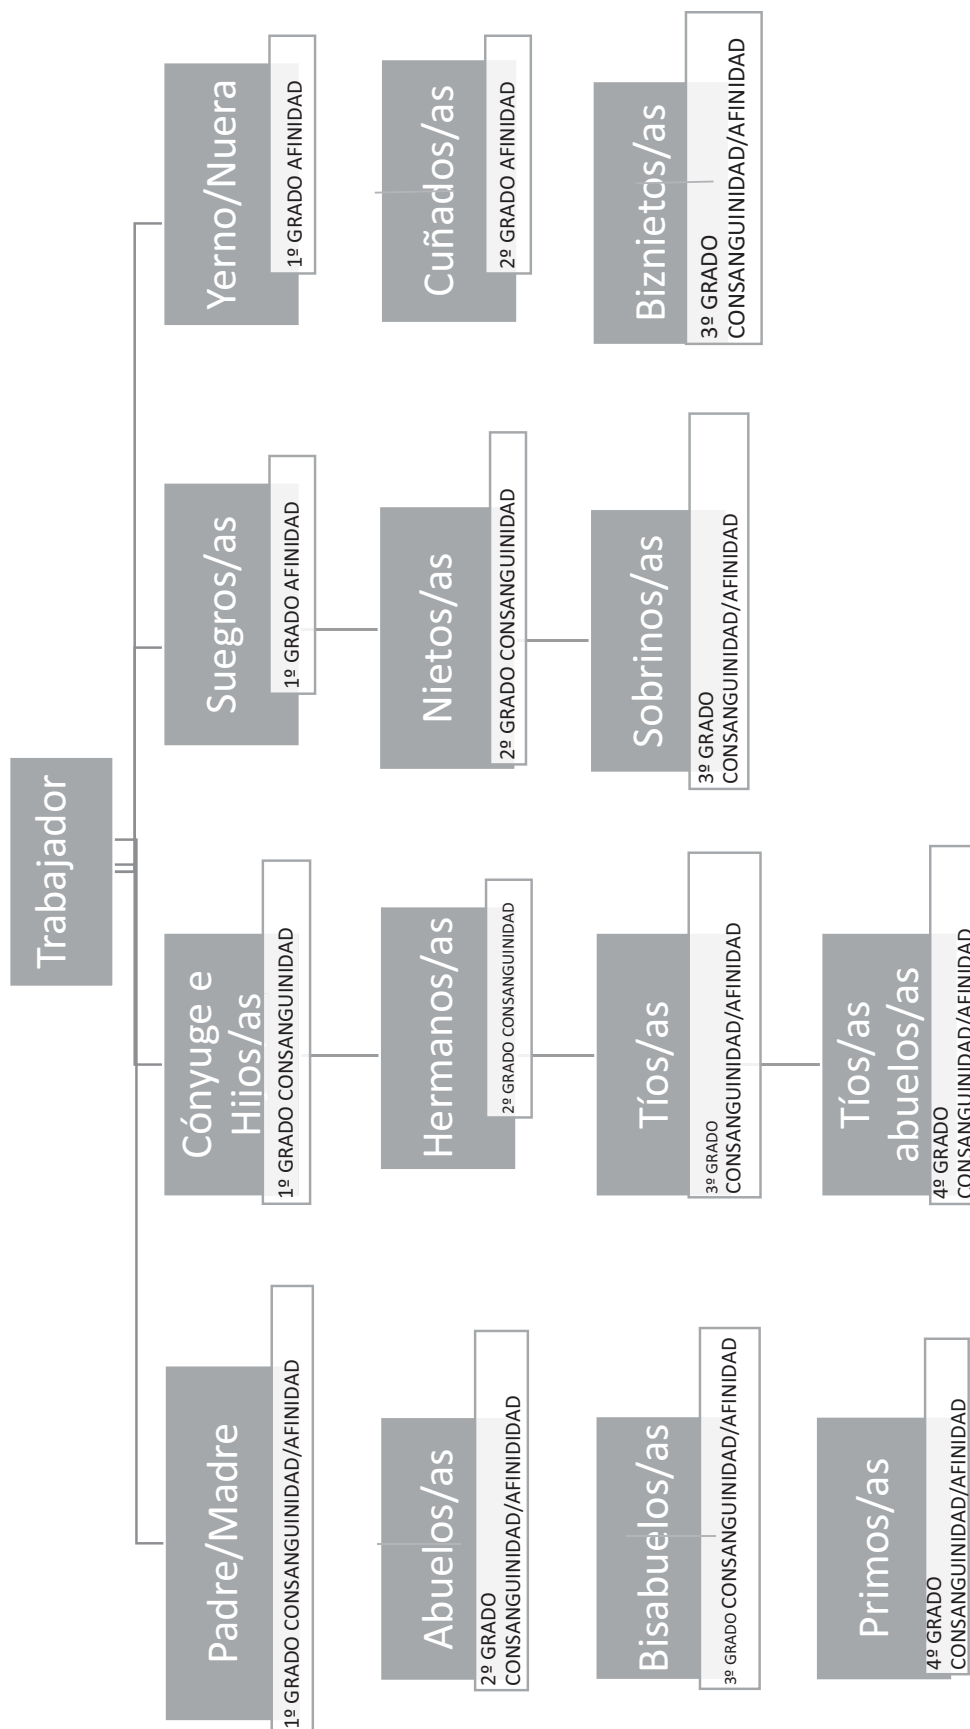 Trabajador
Padre/Madre
1º GRADO CONSANGUINIDAD/AFINIDAD
Cónyuge e
Hijos/as
1º GRADO CONSANGUINIDAD
Suegros/as
1º GRADO AFINIDAD
Yerno/Nuera
1º GRADO AFINIDAD
Abuelos/as
2º GRADO
CONSANGUINIDAD/AFINIDIDAD
Hermanos/as
2º GRADO CONSANGUINIDAD
Nietos/as
2º GRADO CONSANGUINIDAD
Cuñados/as
2º GRADO AFINIDAD
Bisabuelos/as
3º GRADO CONSANGUINIDAD/AFINIDAD
Tíos/as
3º GRADO
CONSANGUINIDAD/AFINIDAD
Sobrinos/as
3º GRADO
CONSANGUINIDAD/AFINIDAD
Biznietos/as
3º GRADO
CONSANGUINIDAD/AFINIDAD
Primos/as
4º GRADO
CONSANGUINIDAD/AFINIDAD
Tíos/as
abuelos/as
4º GRADO
CONSANGUINIDAD/AFINIDAD